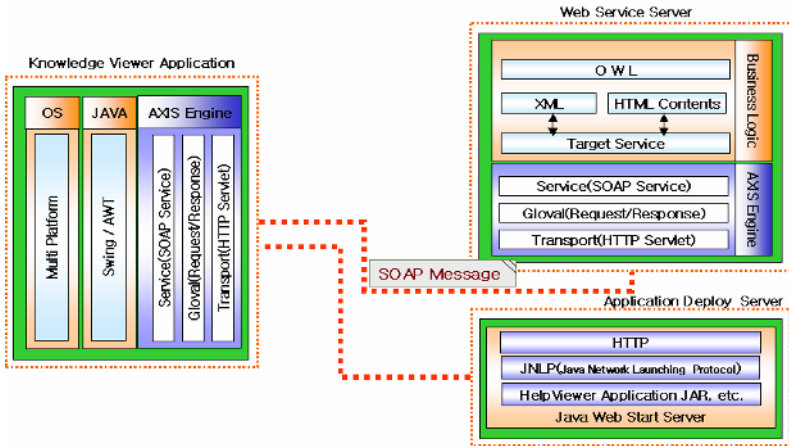 Knowledge Viewer Application
OS
JAVA
AXIS Engine
Multi Platform
Swing / AWT
Service(SOAP Service)
Gloval(Request/Response)
Transport(HTTP Servlet)
SOAP Message
Web Service Server
OWL
XML
HTML Contents
Target Service
Business Logic
Service(SOAP Service)
Gloval(Request/Response)
Transport(HTTP Servlet)
AXIS Engine
Application Deploy Server
HTTP
JNLP(Java Network Launching Protocol)
HelpViewer Application JAR, etc.
Java Web Start Server